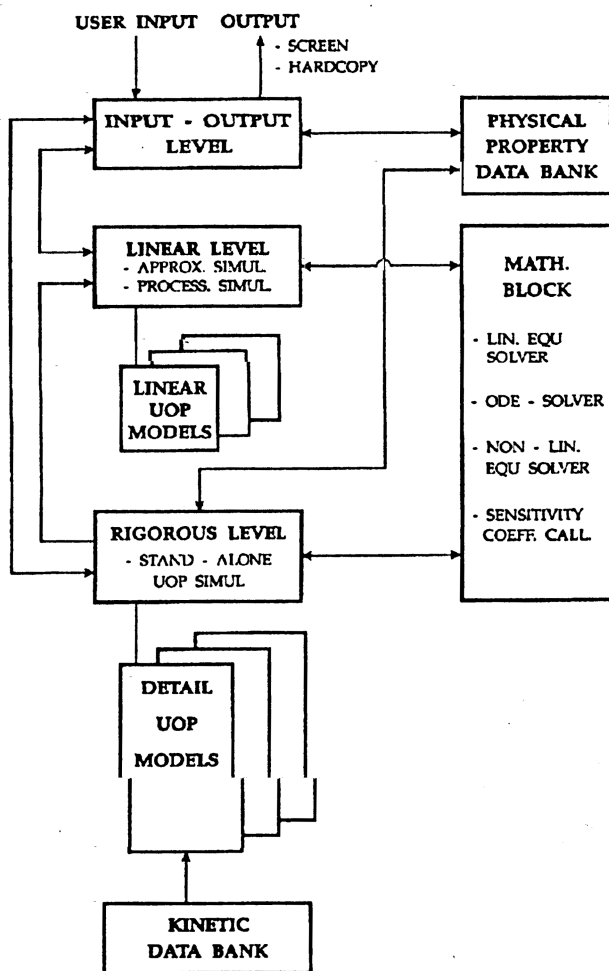 USER INPUT OUTPUT
- SCREEN
- HARDCOPY
INPUT - OUTPUT
LEVEL
PHYSICAL
PROPERTY
DATA BANK
LINEAR LEVEL
- APPROX. SIMUL.
- PROCESS. SIMUL.
MATH.
BLOCK
- LIN. EQU
SOLVER
- ODE - SOLVER
- NON - LIN.
EQU SOLVER
- SENSITIVITY
COEFF. CALL.
LINEAR
UOP
MODELS
RIGOROUS LEVEL
- STAND - ALONE
UOP SIMUL
DETAIL
UOP
MODELS
KINETIC
DATA BANK